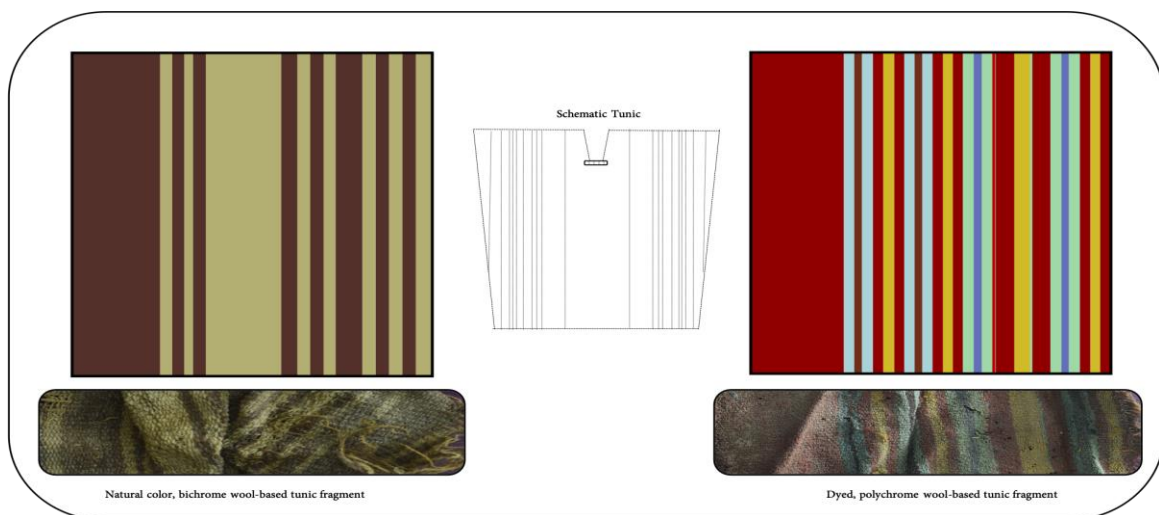 Schematic Tunic
Natural color, bichrome wool-based tunic fragment
Dyed, polychrome wool-based tunic fragment